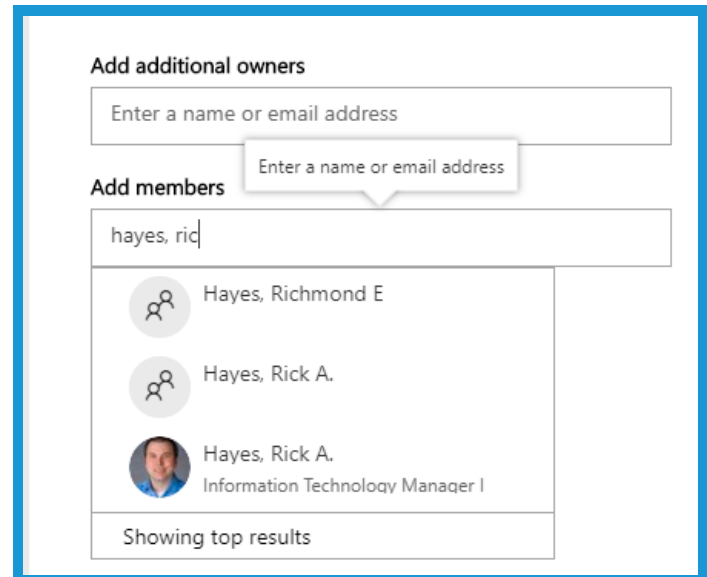 Add additional owners
Enter a name or email address
Enter a name or email address
Add members
hayes, ric
Hayes, Richmond E
Hayes, Rick A.
Hayes, Rick A.
Information Technology Manager I
Showing top results